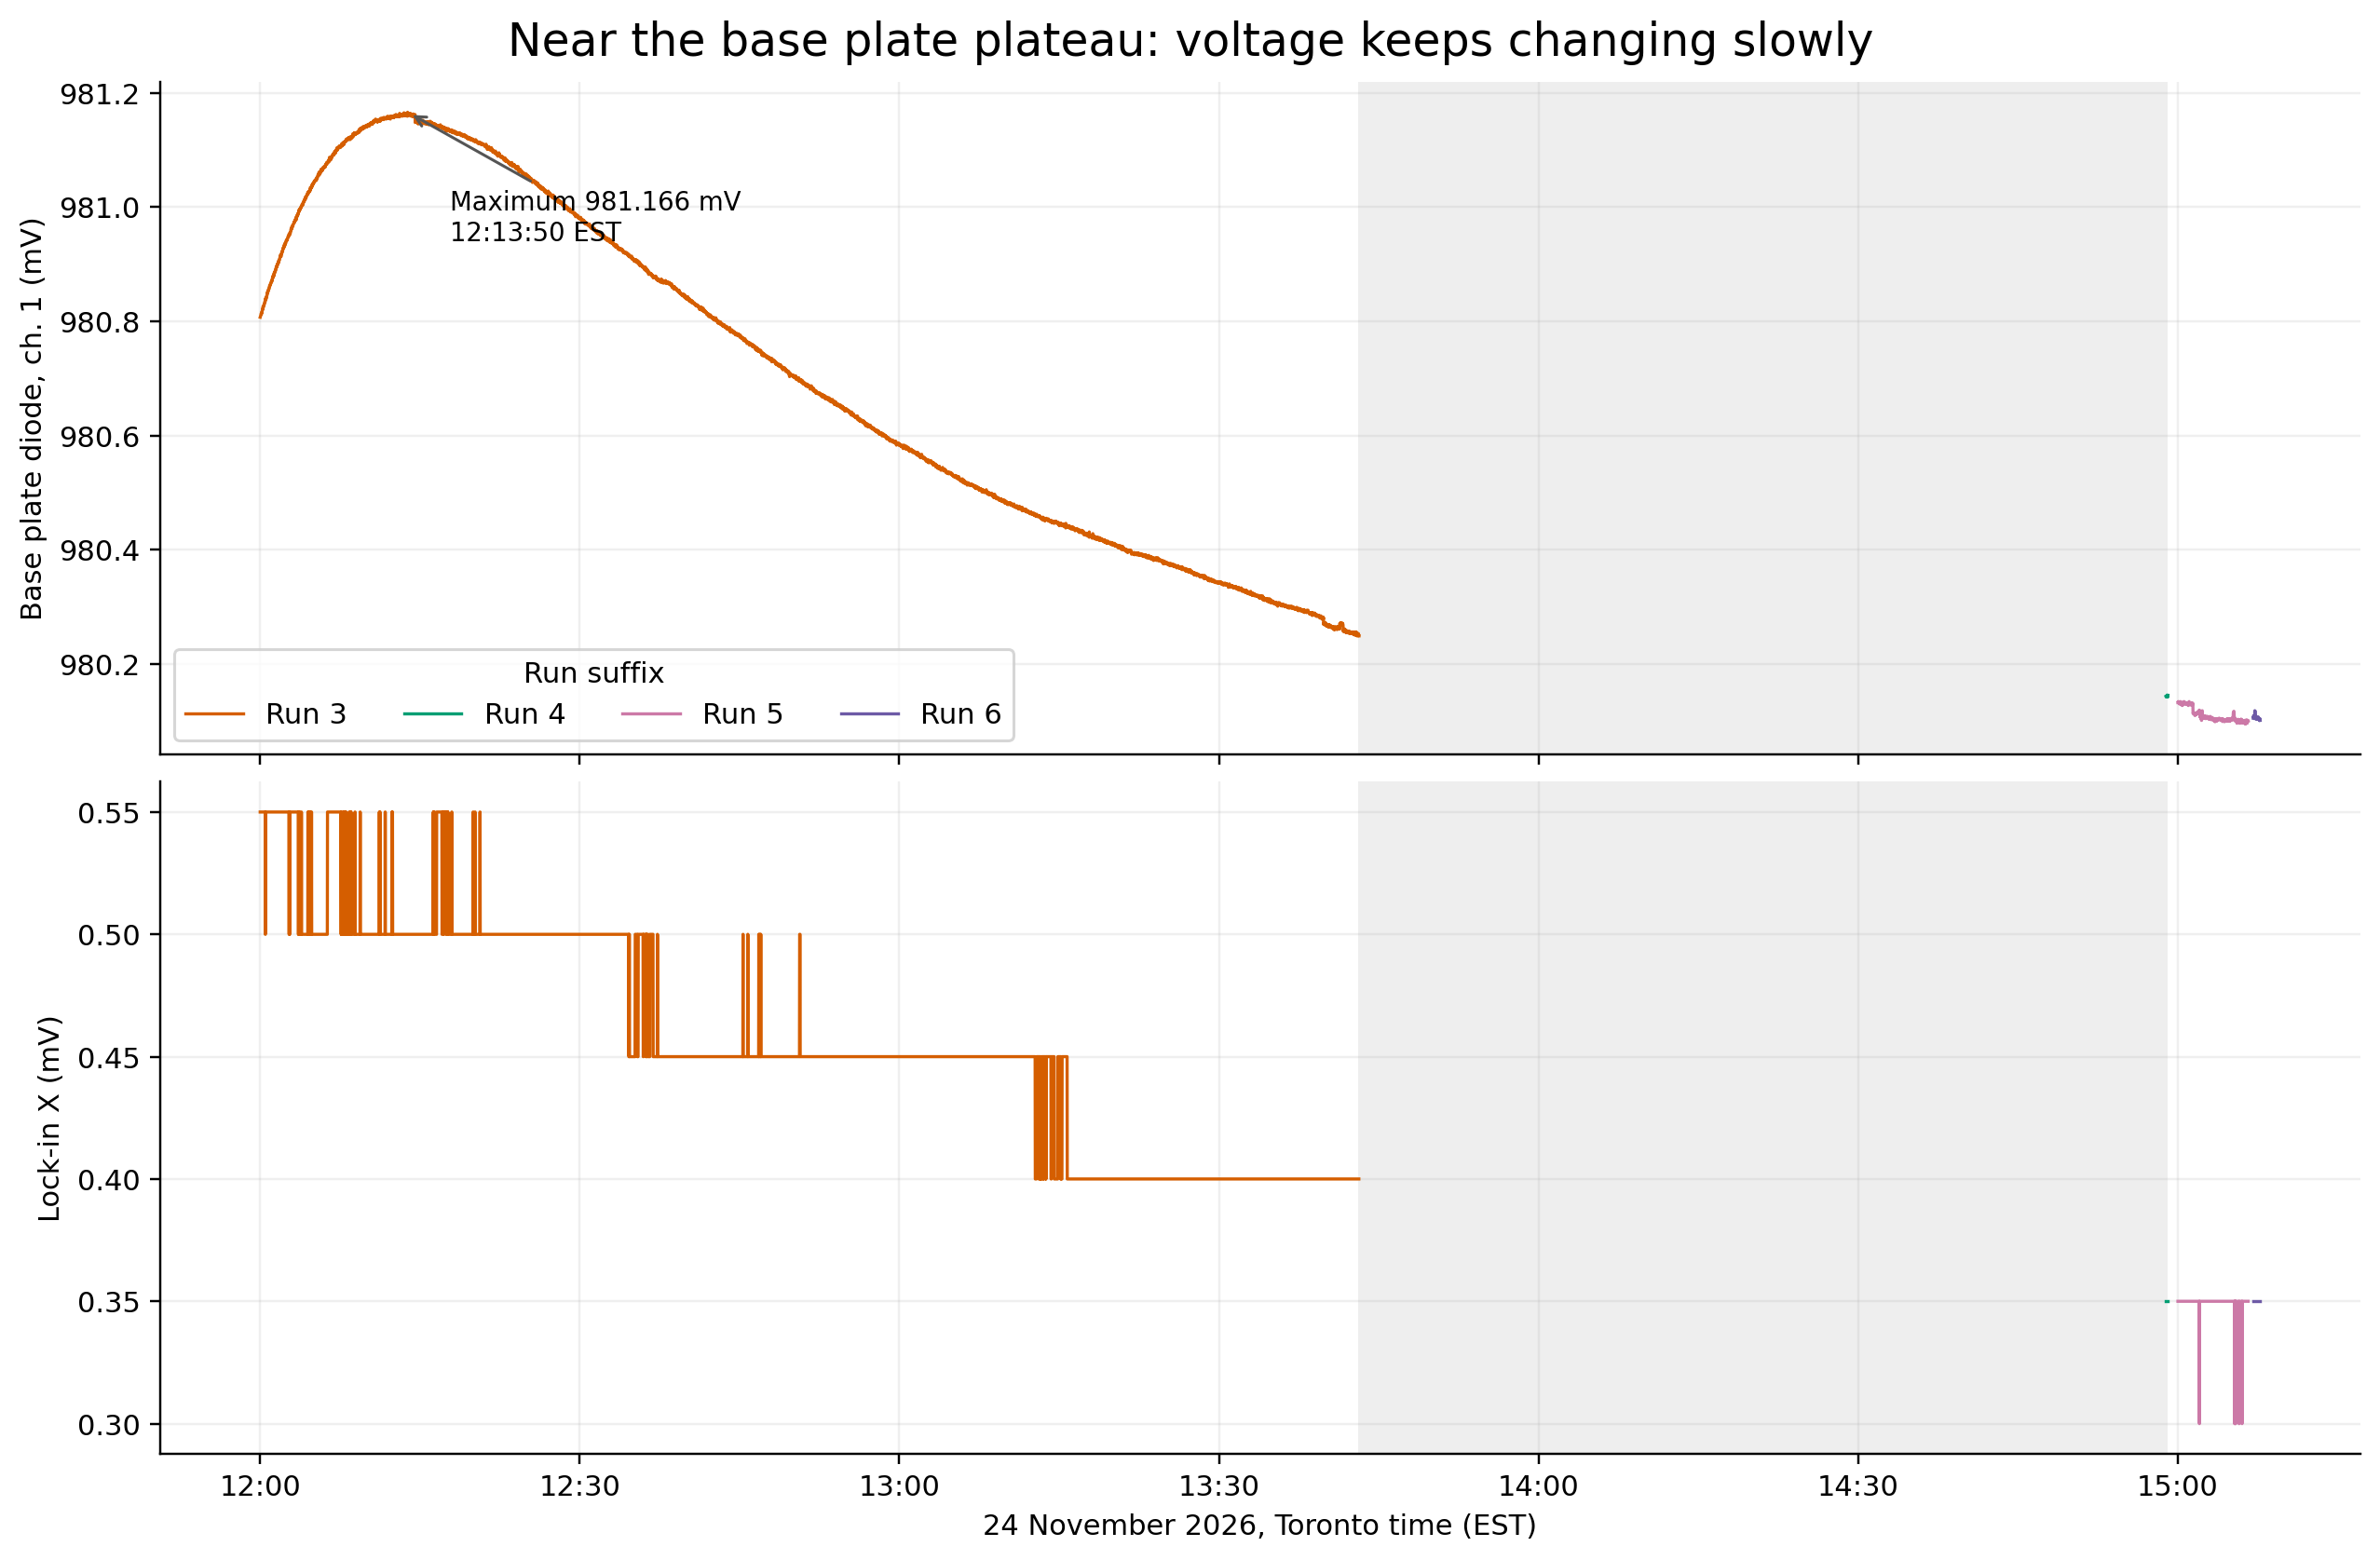 Near the base plate plateau: voltage keeps changing slowly
Base plate diode, ch. 1 (mV)
981.2
981.0
980.8
980.6
980.4
980.2
Maximum 981.166 mV
12:13:50 EST
Run suffix
Run 3 Run 4 Run 5 Run 6
Lock-in X (mV)
0.55
0.50
0.45
0.40
0.35
0.30
12:00 12:30 13:00 13:30 14:00 14:30 15:00
24 November 2026, Toronto time (EST)